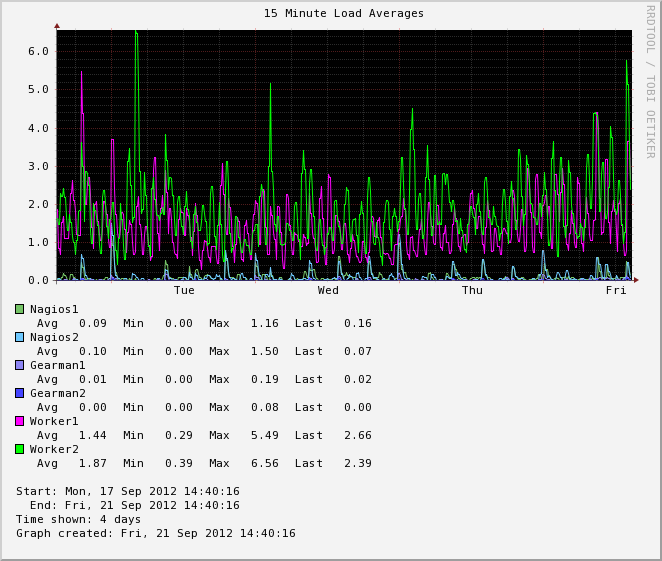 15 Minute Load Averages
RRDTOOL / TOBI OETIKER
6.0
5.0
4.0
3.0
2.0
1.0
0.0
Tue Wed Thu Fri
Nagios1
Avg 0.09 Min 0.00 Max 1.16 Last 0.16
Nagios2
Avg 0.10 Min 0.00 Max 1.50 Last 0.07
Gearman1
Avg 0.01 Min 0.00 Max 0.19 Last 0.02
Gearman2
Avg 0.00 Min 0.00 Max 0.08 Last 0.00
Worker1
Avg 1.44 Min 0.29 Max 5.49 Last 2.66
Worker2
Avg 1.87 Min 0.39 Max 6.56 Last 2.39
Start: Mon, 17 Sep 2012 14:40:16
End: Fri, 21 Sep 2012 14:40:16
Time shown: 4 days
Graph created: Fri, 21 Sep 2012 14:40:16